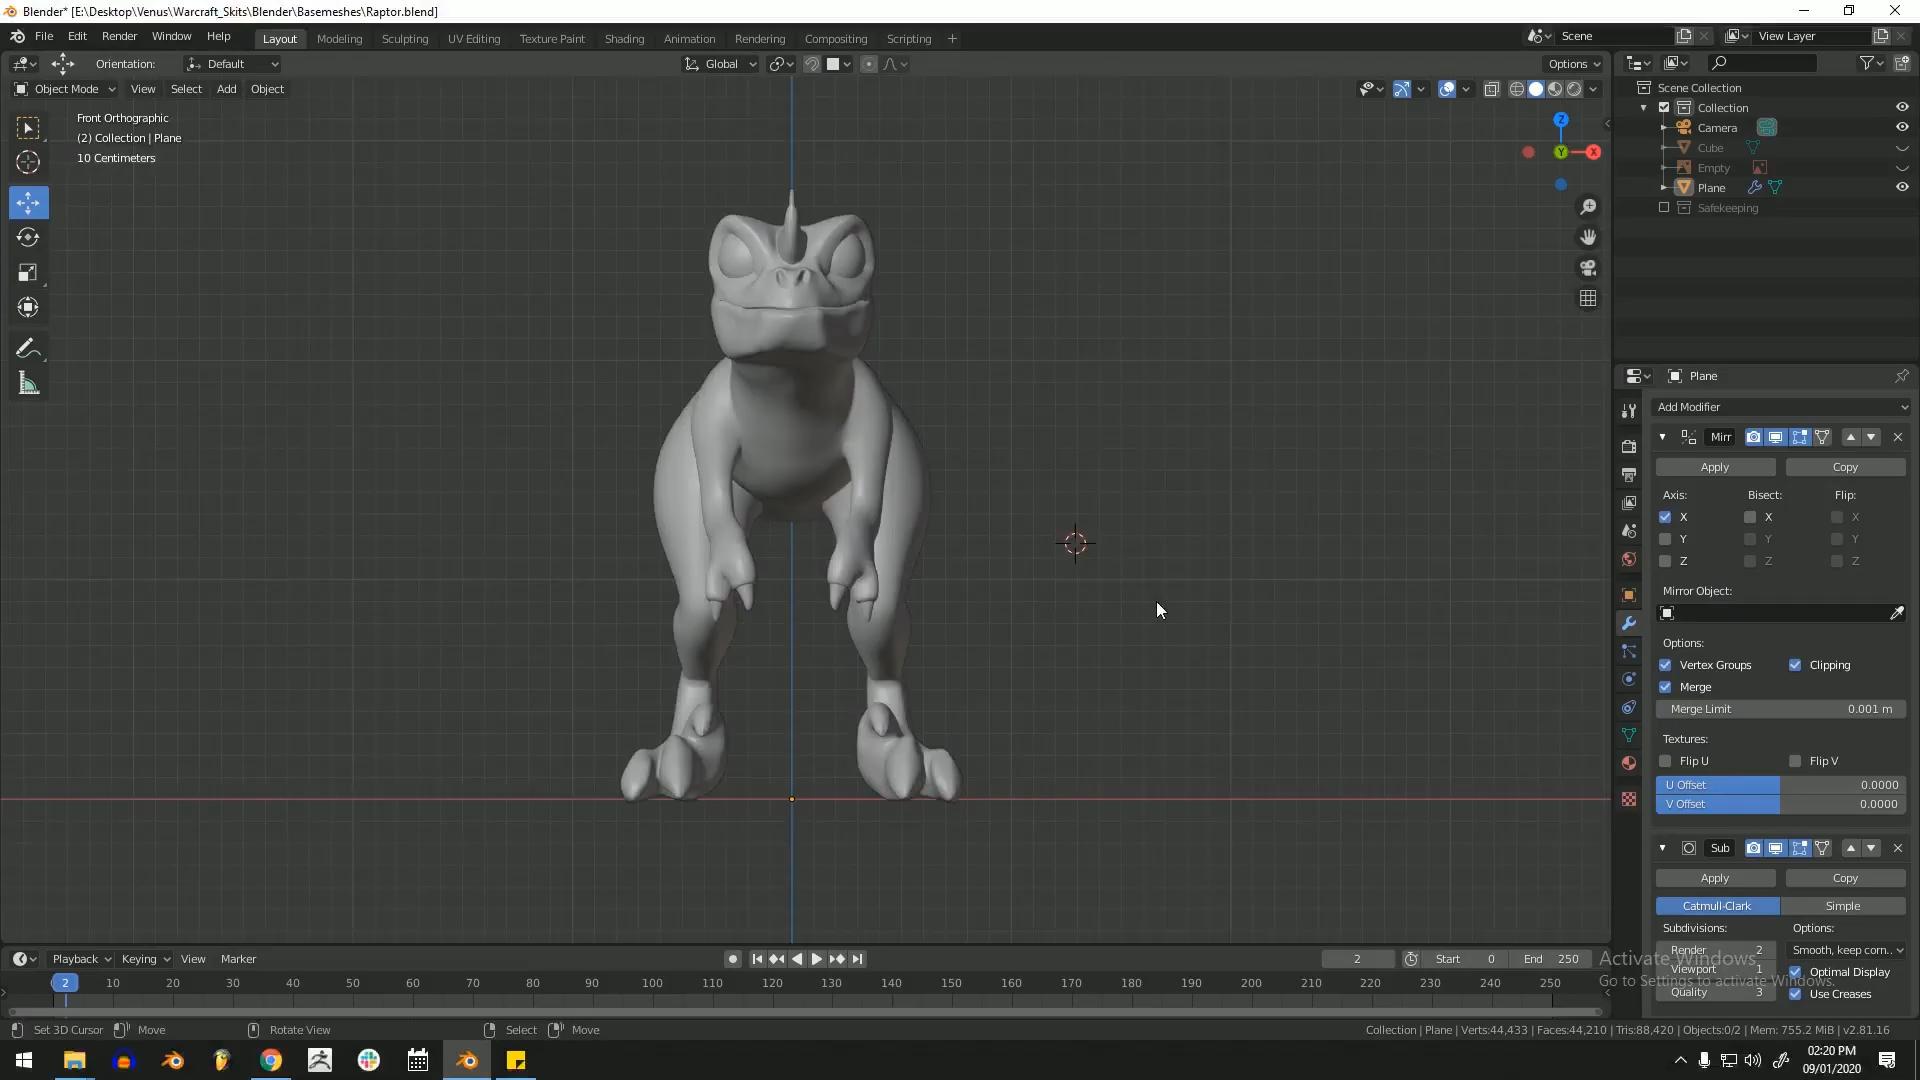 Blender* [E:\Desktop\Venus\Warcraft_Skits\Blender\Basemeshes\Raptor.blend]
File Edit Render Window Help Layout Modeling Sculpting UV Editing Texture Paint Shading Animation Rendering Compositing Scripting + Scene View Layer
Orientation: Default Global Options
Object Mode View Select Add Object
Front Orthographic
(2) Collection | Plane
10 Centimeters
Z
Y
X
Scene Collection
Collection
Camera
Cube
Empty
Plane
Safekeeping
Plane
Add Modifier
Mirr
Apply Copy
Axis: Bisect: Flip:
X X X
Y Y Y
Z Z Z
Mirror Object:
Options:
Vertex Groups Clipping
Merge
Merge Limit 0.001 m
Textures:
Flip U Flip V
U Offset 0.0000
V Offset 0.0000
Sub
Apply Copy
Catmull-Clark Simple
Subdivisions: Options:
Render 2 Smooth, keep corn..
Viewport 1 Optimal Display
Quality 3 Use Creases
Activate Windows
Go to Settings to activate Windows.
Playback Keying View Marker 2 Start 0 End 250
2 10 20 30 40 50 60 70 80 90 100 110 120 130 140 150 160 170 180 190 200 210 220 230 240 250
Set 3D Cursor Move Rotate View Select Move Collection | Plane | Verts:44,433 | Faces:44,210 | Tris:88,420 | Objects:0/2 | Mem: 755.2 MiB | v2.81.16
02:20 PM
09/01/2020